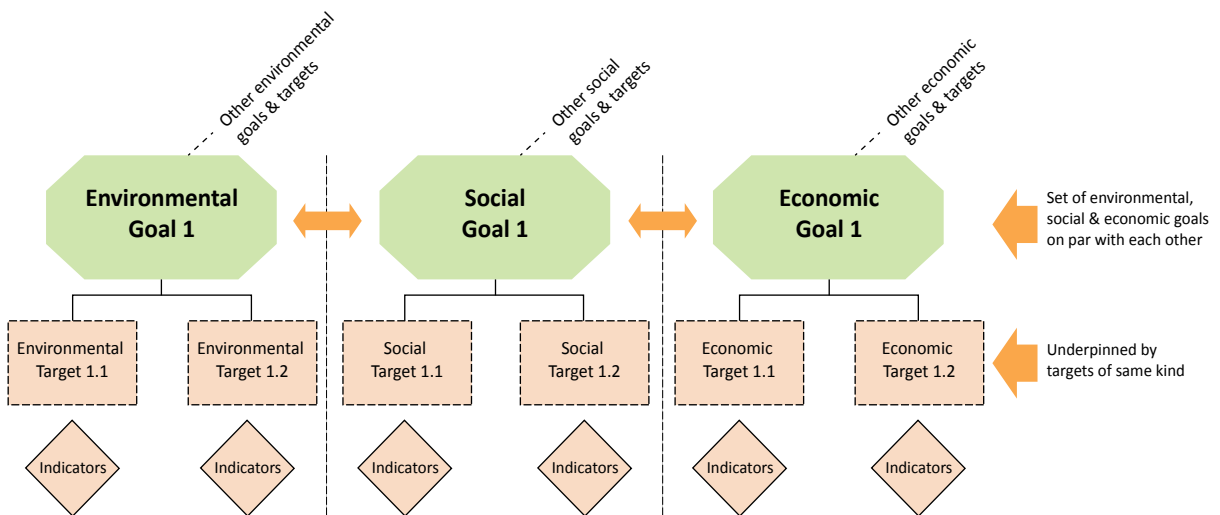 Other environmental
goals & targets
Other social
goals & targets
Other economic
goals & targets
Environmental
Goal 1
Social
Goal 1
Economic
Goal 1
Set of environmental,
social & economic goals
on par with each other
Environmental
Target 1.1
Environmental
Target 1.2
Social
Target 1.1
Social
Target 1.2
Economic
Target 1.1
Economic
Target 1.2
Underpinned by
targets of same kind
Indicators
Indicators
Indicators
Indicators
Indicators
Indicators